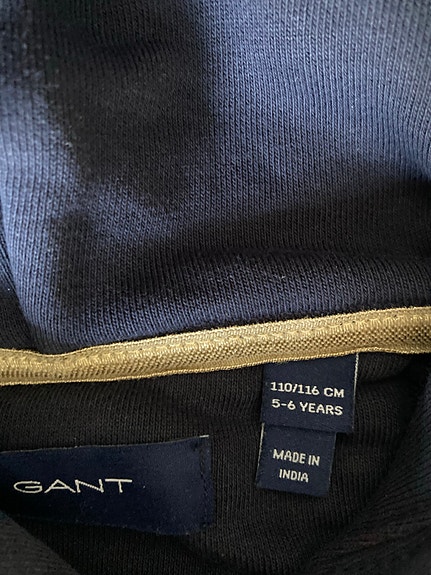 110/116 CM
5-6 YEARS
MADE IN
INDIA
GANT